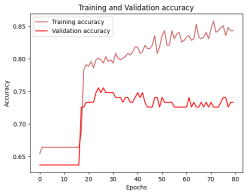 Training and Validation accuracy
Training accuracy
Validation accuracy
Accuracy
0.85
0.80
0.75
0.70
0.65
0 10 20 30 40 50 60 70 80
Epochs